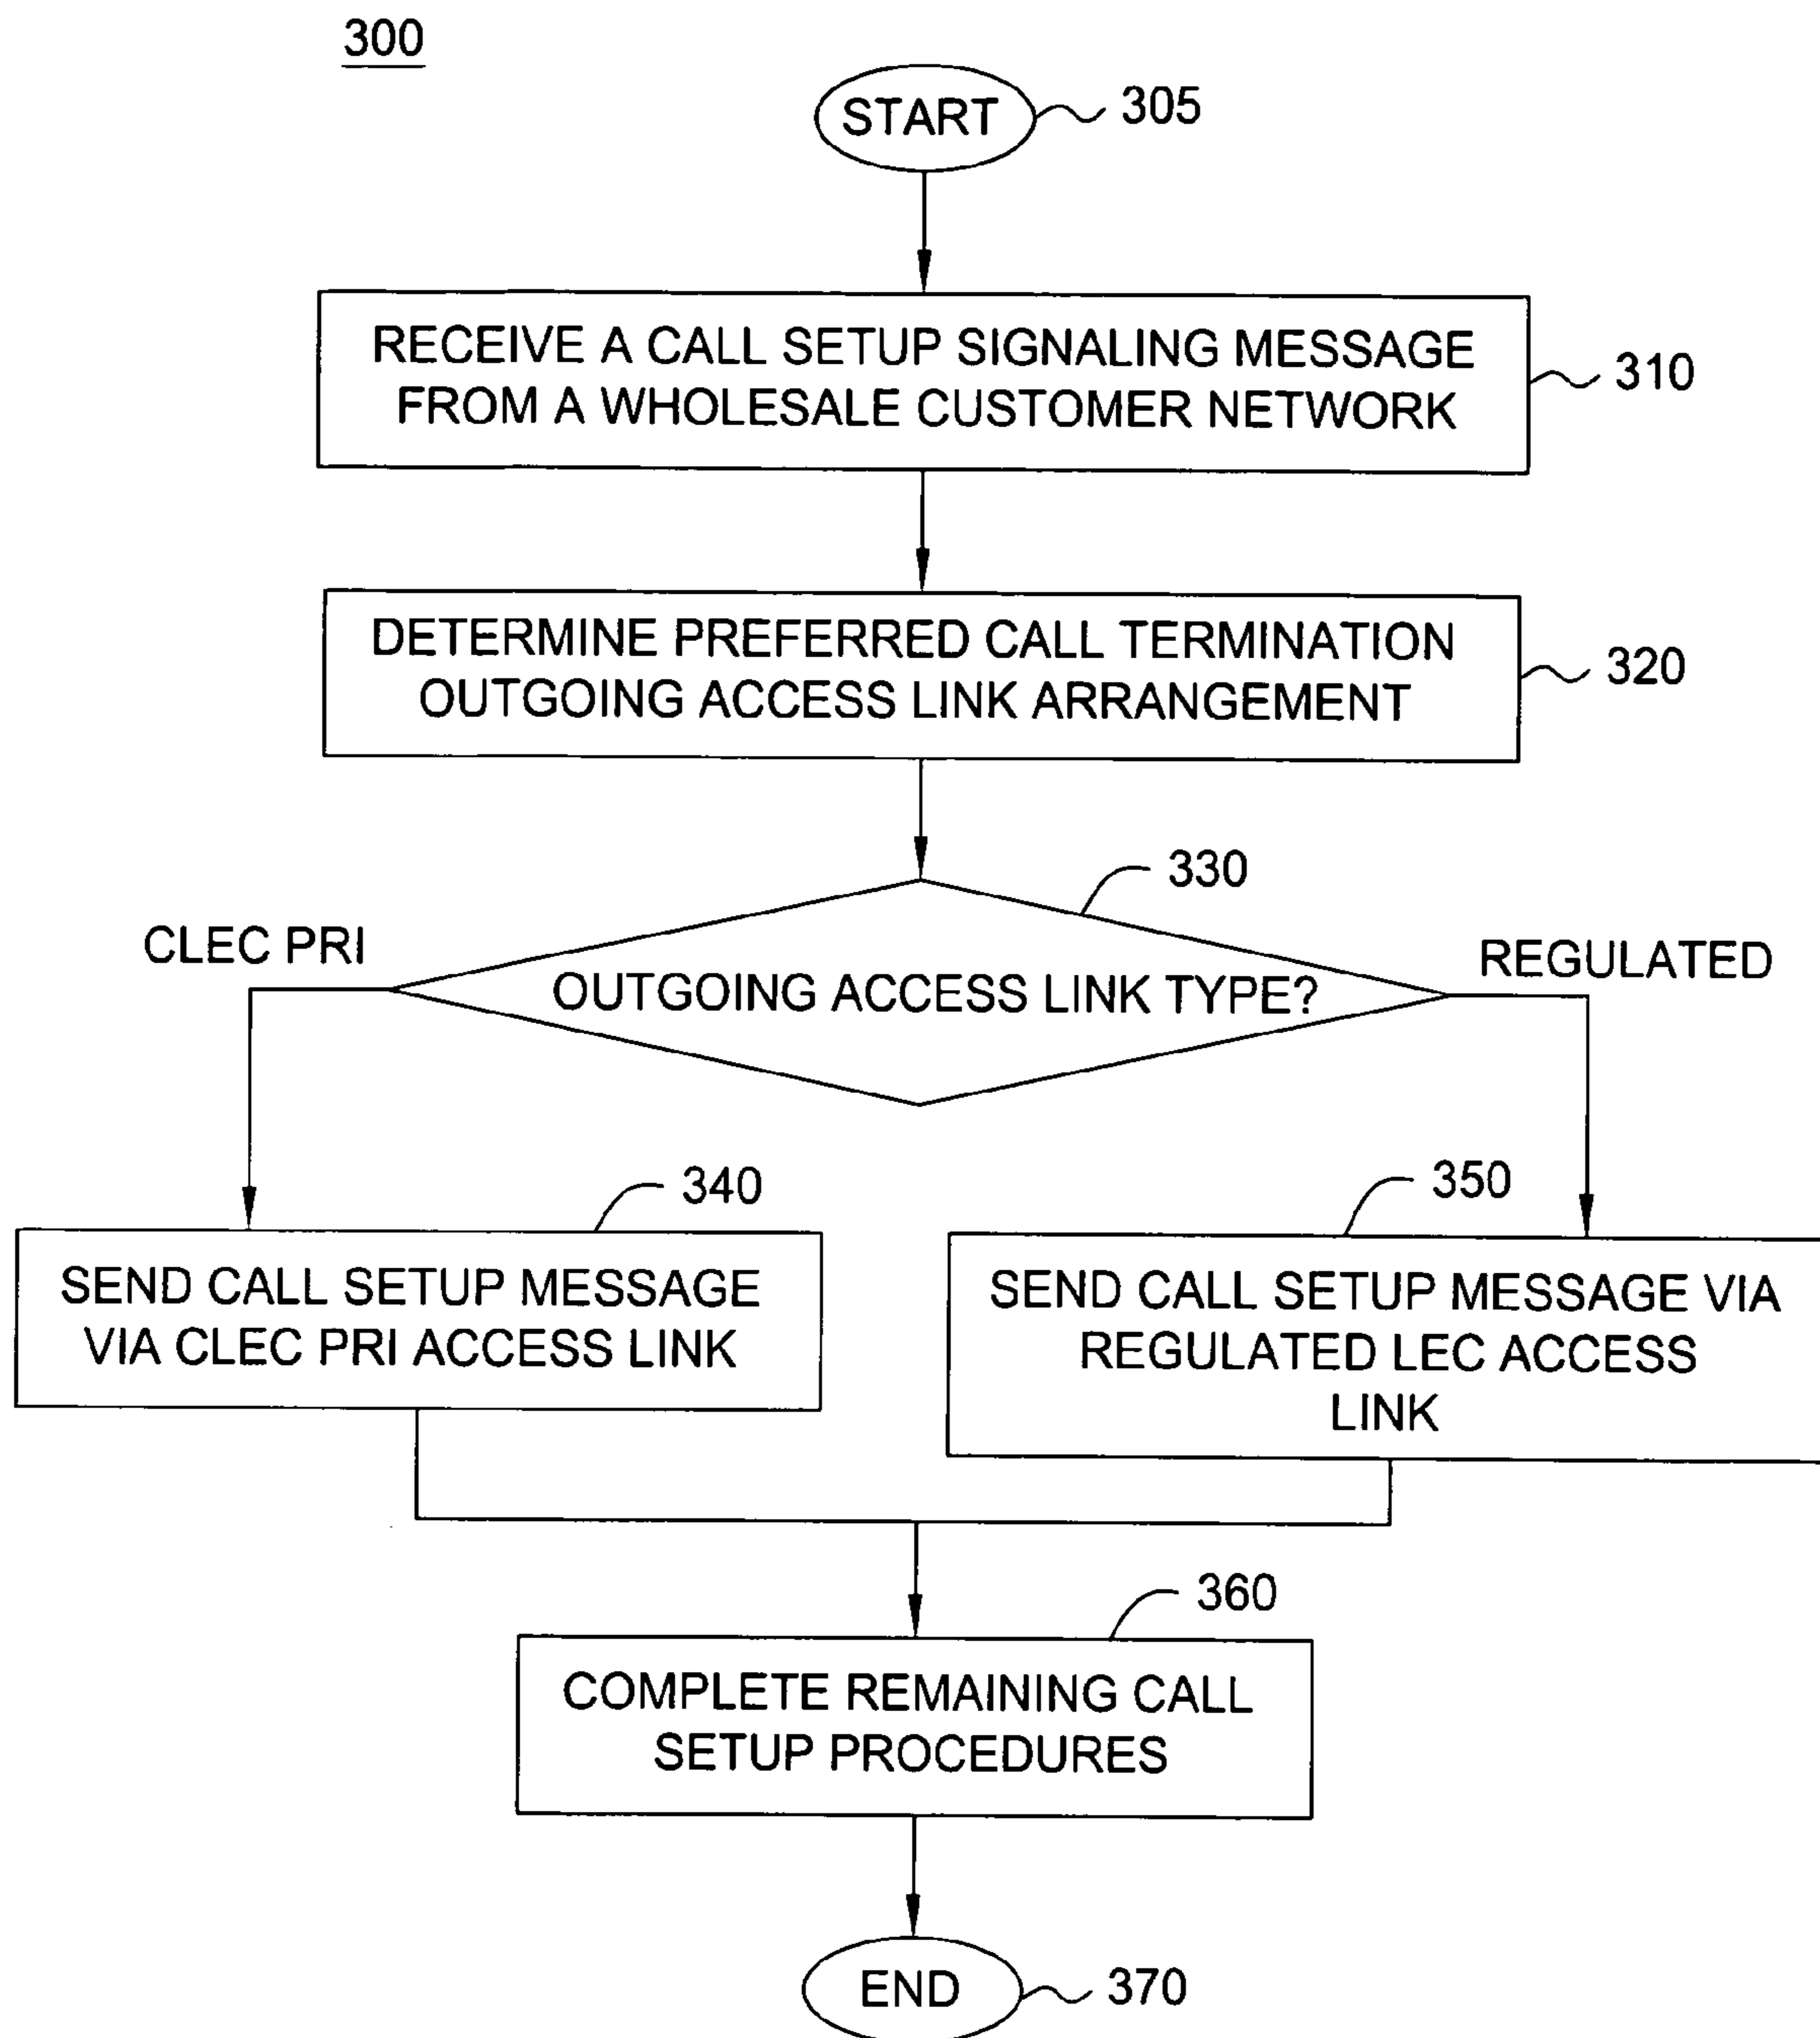 300
START
305
RECEIVE A CALL SETUP SIGNALING MESSAGE
FROM A WHOLESALE CUSTOMER NETWORK
310
DETERMINE PREFERRED CALL TERMINATION
OUTGOING ACCESS LINK ARRANGEMENT
320
330
CLEC PRI
OUTGOING ACCESS LINK TYPE?
REGULATED
340
SEND CALL SETUP MESSAGE
VIA CLEC PRI ACCESS LINK
350
SEND CALL SETUP MESSAGE VIA
REGULATED LEC ACCESS
LINK
360
COMPLETE REMAINING CALL
SETUP PROCEDURES
END
370